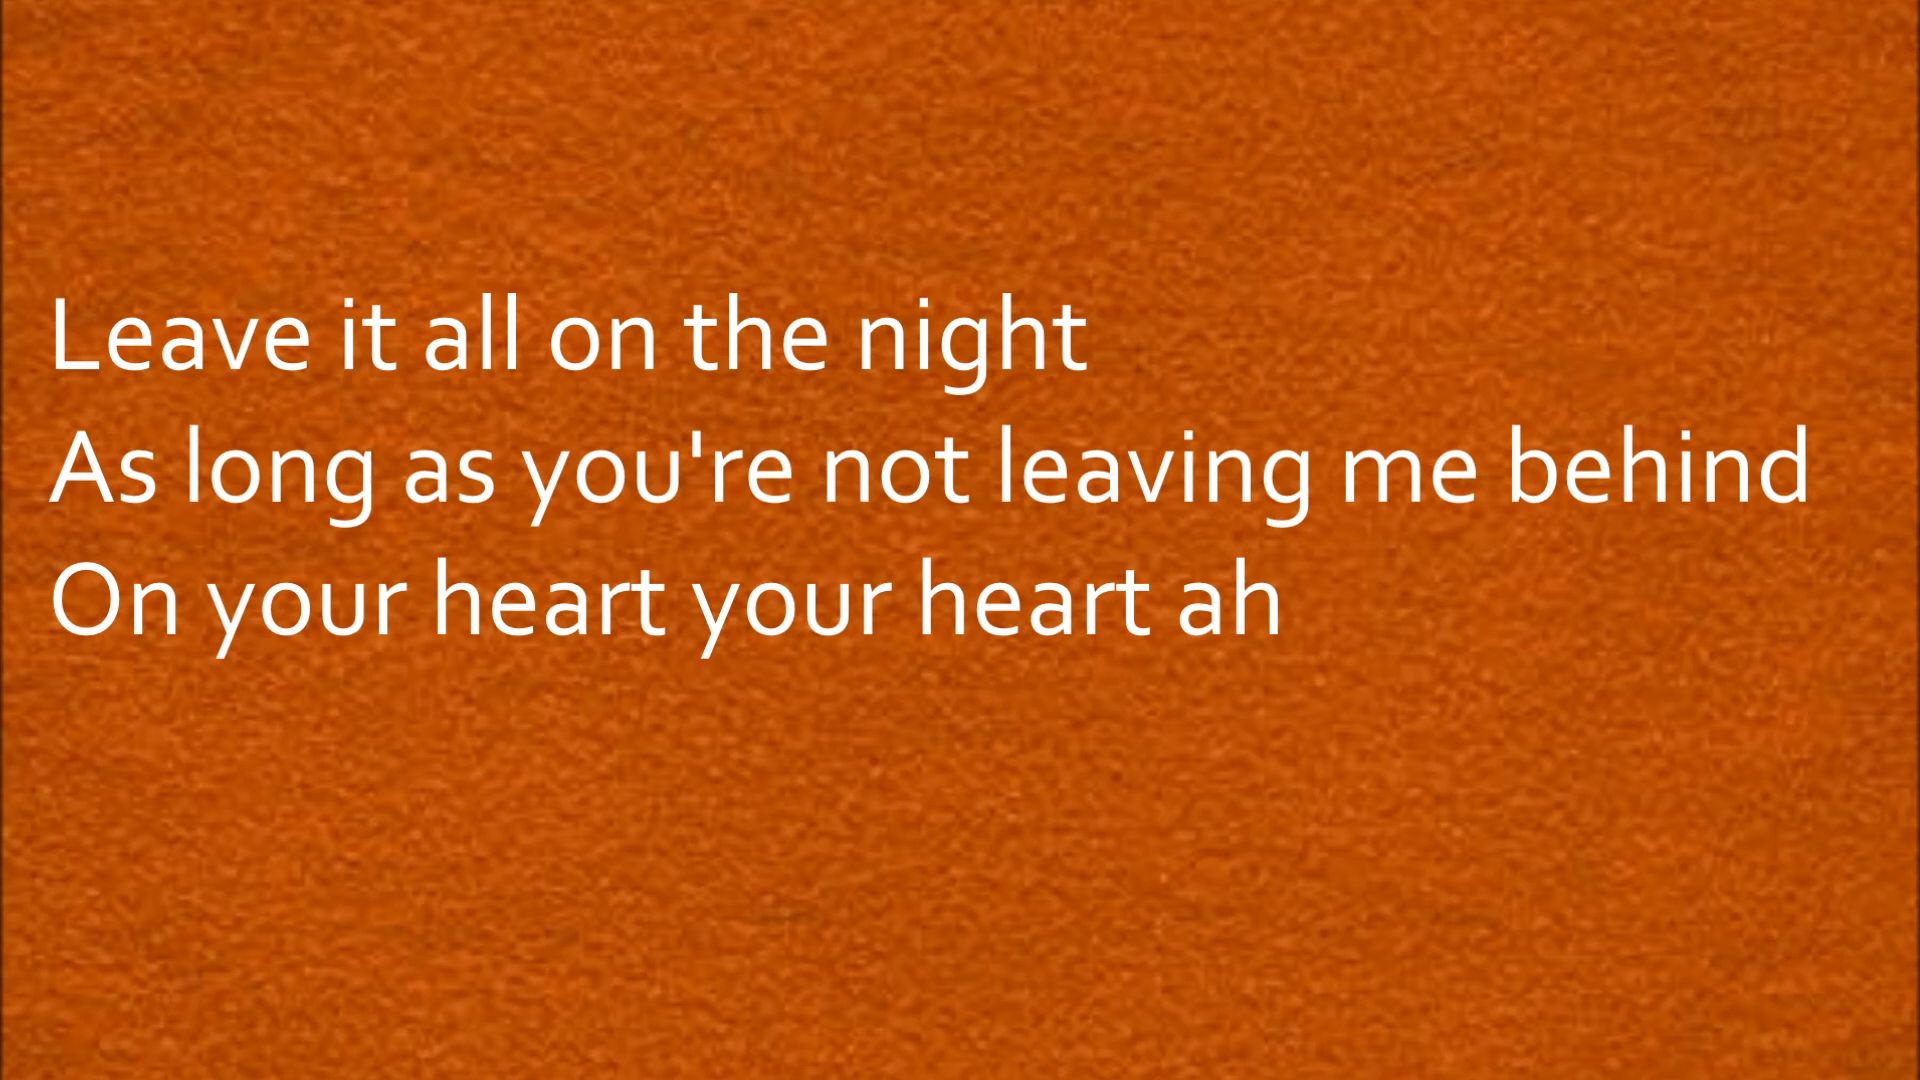 Leave it all on the night
As long as you're not leaving me behind
On your heart your heart ah